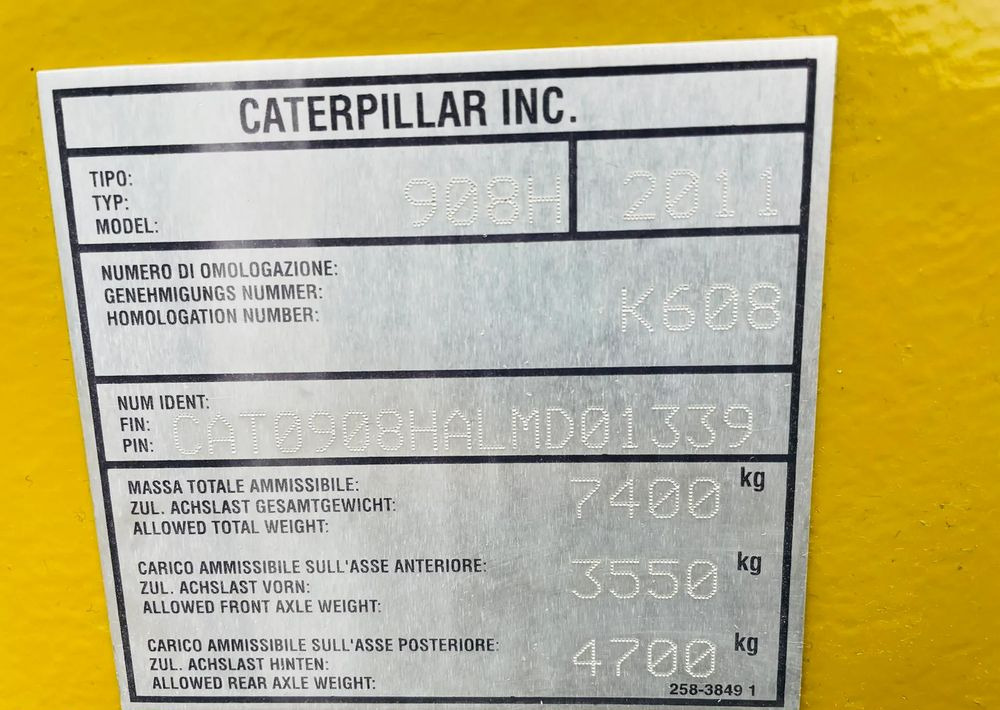 CATERPILLAR INC.
TIPO:
TYP:
MODEL:
908H 2011
NUMERO DI OMOLOGAZIONE:
GENEHMIGUNGS NUMMER:
HOMOLOGATION NUMBER:
K608
NUM IDENT:
FIN:
PIN:
CAT0908HALMD01339
MASSA TOTALE AMMISSIBILE:
ZUL. ACHSLAST GESAMTGEWICHT:
ALLOWED TOTAL WEIGHT:
7400 kg
CARICO AMMISSIBILE SULL'ASSE ANTERIORE:
ZUL. ACHSLAST VORN:
ALLOWED FRONT AXLE WEIGHT:
3550 kg
CARICO AMMISSIBILE SULL'ASSE POSTERIORE:
ZUL. ACHSLAST HINTEN:
ALLOWED REAR AXLE WEIGHT:
4700 kg
258-3849 1